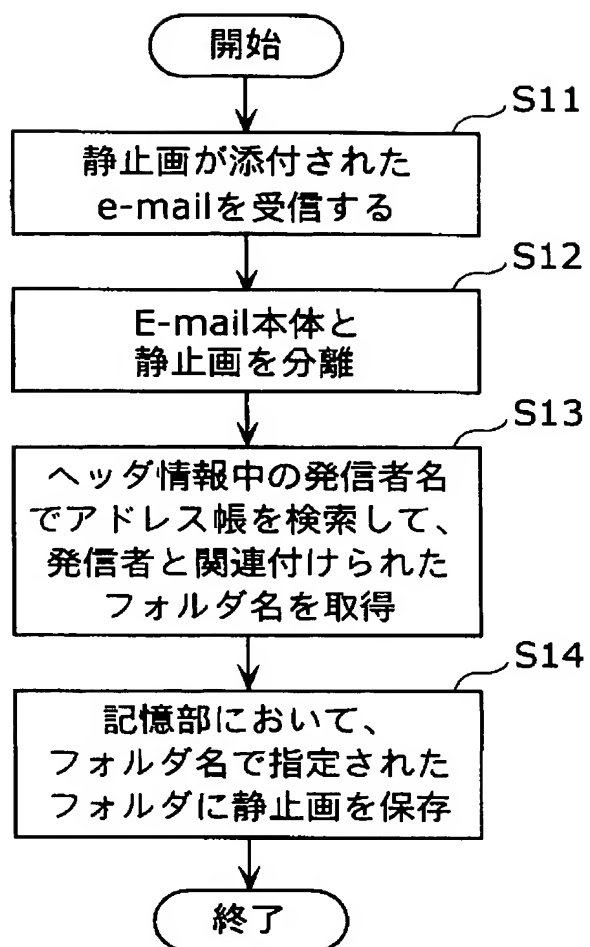 開始
S11
静止画が添付された
e-mailを受信する
S12
E-mail本体と
静止画を分離
S13
ヘッダ情報中の発信者名
でアドレス帳を検索して、
発信者と関連付けられた
フォルダ名を取得
S14
記憶部において、
フォルダ名で指定された
フォルダに静止画を保存
終了